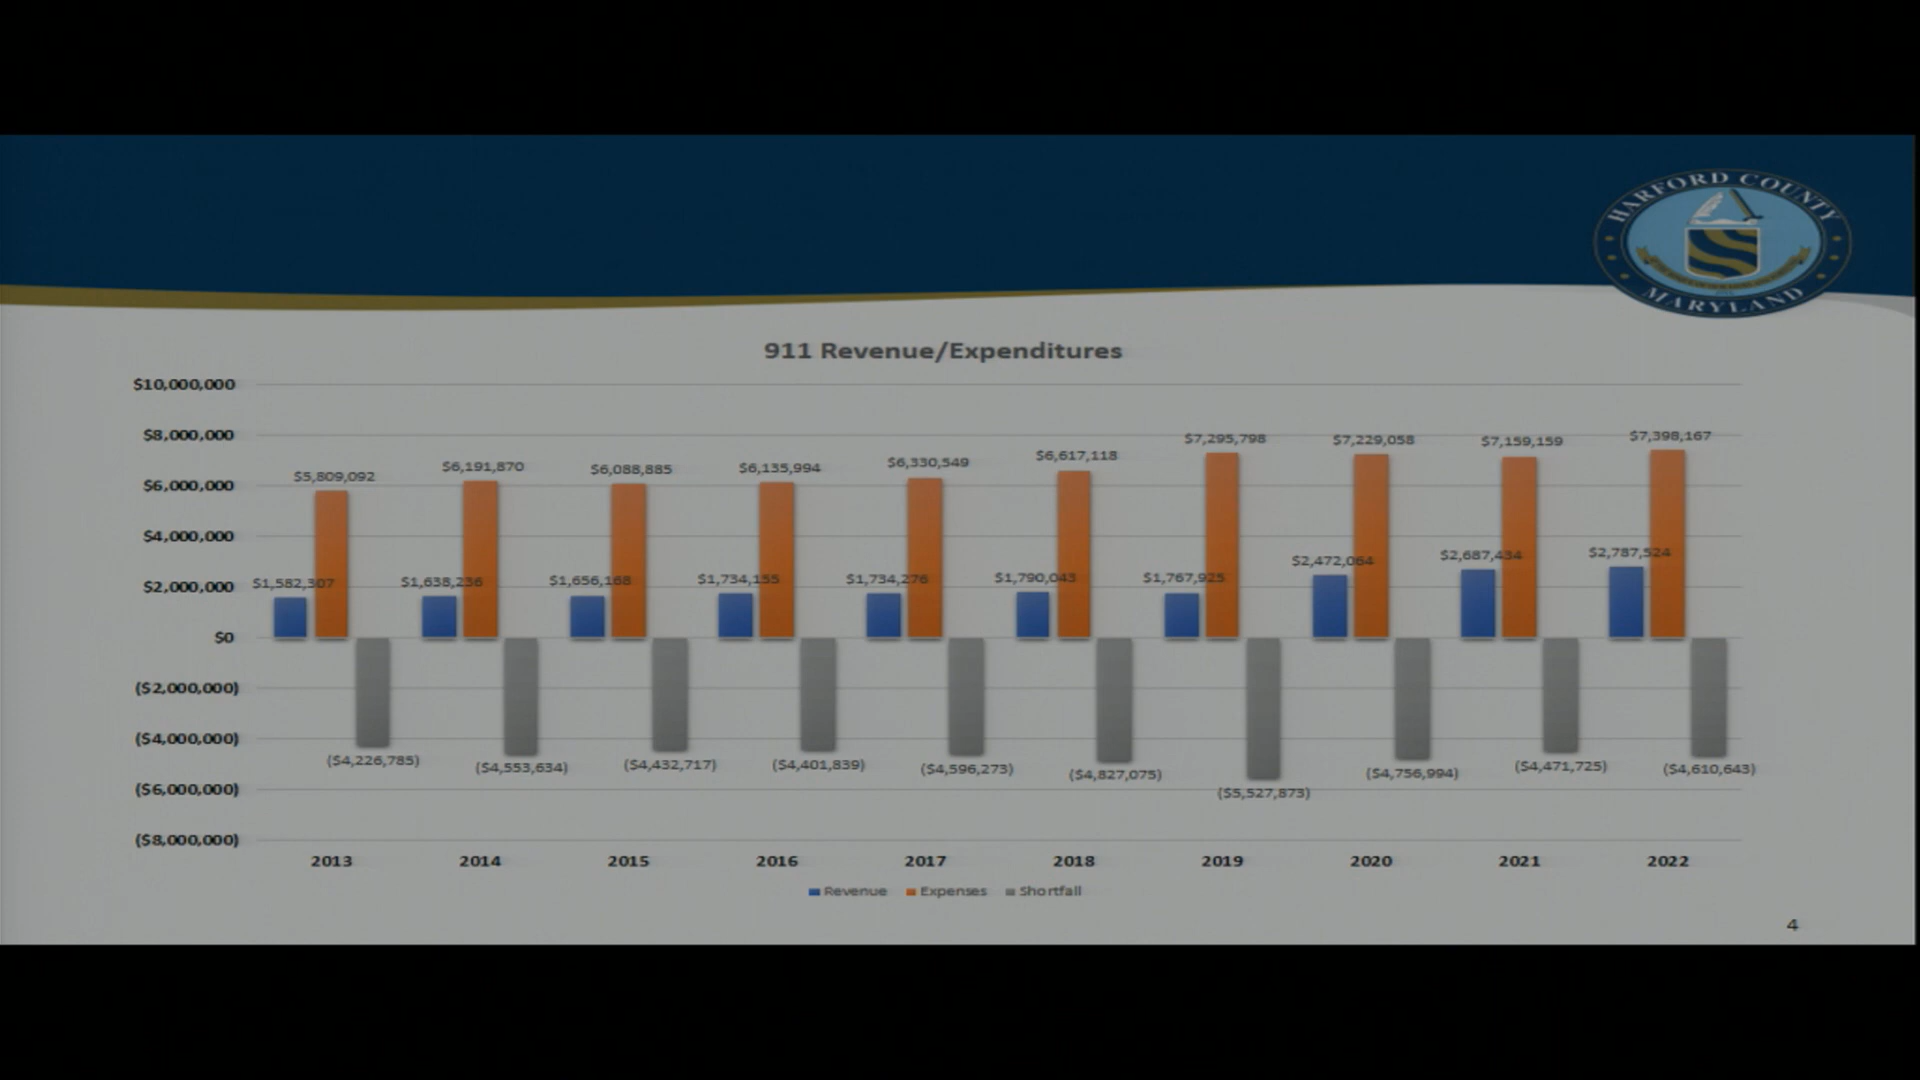 HARFORD COUNTY
MARYLAND
911 Revenue/Expenditures
$10,000,000
$8,000,000
$6,000,000
$4,000,000
$2,000,000
$0
($2,000,000)
($4,000,000)
($6,000,000)
($8,000,000)
$5,809,092 $6,191,870 $6,088,885 $6,135,994 $6,330,549 $6,617,118 $7,295,798 $7,229,058 $7,159,159 $7,398,167
$1,582,307 $1,638,236 $1,656,168 $1,734,155 $1,734,276 $1,790,043 $1,767,925 $2,472,064 $2,687,434 $2,787,524
($4,226,785) ($4,553,634) ($4,432,717) ($4,401,839) ($4,596,273) ($4,827,075) ($5,527,873) ($4,756,994) ($4,471,725) ($4,610,643)
2013 2014 2015 2016 2017 2018 2019 2020 2021 2022
Revenue Expenses Shortfall
4